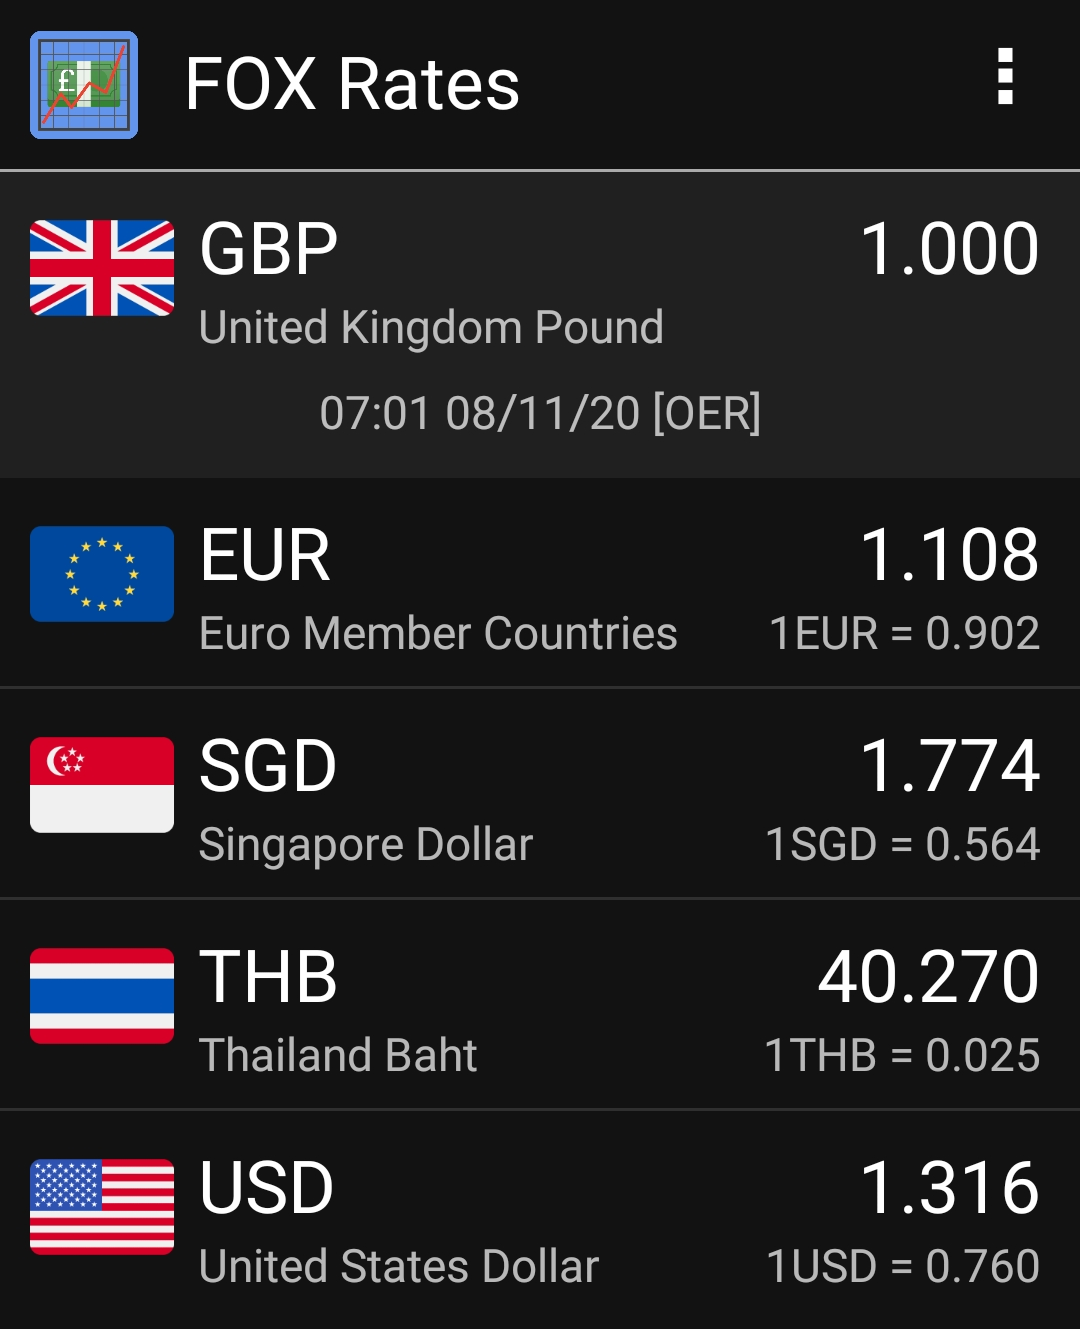 £
FOX Rates
GBP 1.000
United Kingdom Pound
07:01 08/11/20 [OER]
EUR 1.108
Euro Member Countries 1EUR = 0.902
SGD 1.774
Singapore Dollar 1SGD = 0.564
THB 40.270
Thailand Baht 1THB = 0.025
USD 1.316
United States Dollar 1USD = 0.760